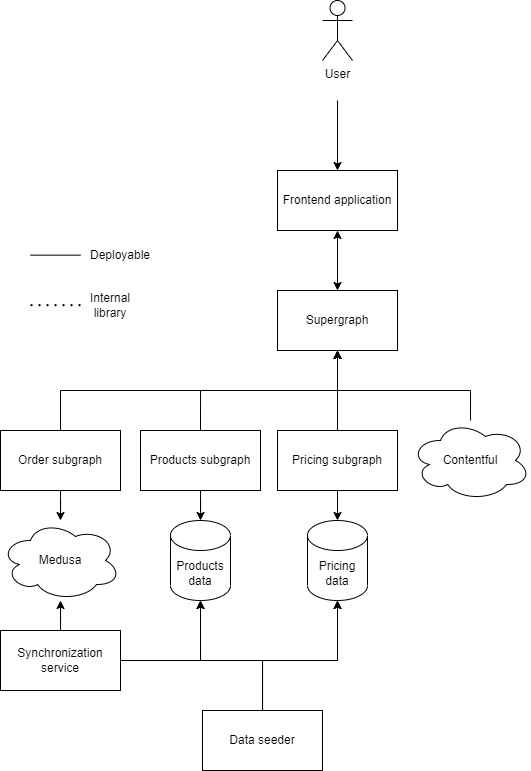 User
Frontend application
Deployable
Internal
library
Supergraph
Order subgraph
Products subgraph
Pricing subgraph
Contentful
Medusa
Products
data
Pricing
data
Synchronization
service
Data seeder